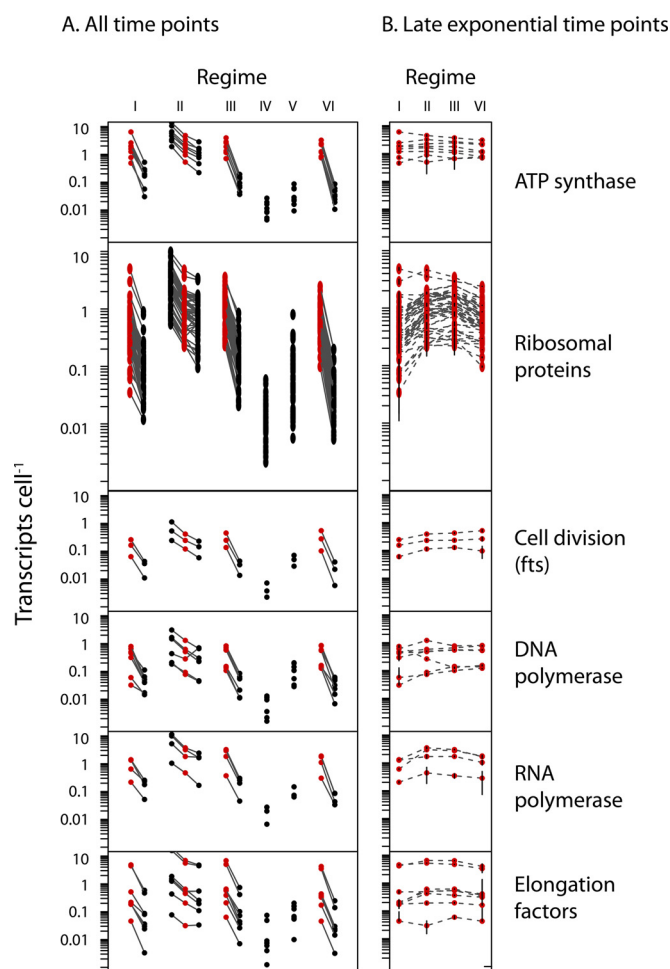 A. All time points
B. Late exponential time points
Regime
Regime
I II III IV V VI
I II III VI
Transcripts cell-1
10
1
0.1
0.01
ATP synthase
10
1
0.1
0.01
Ribosomal
proteins
10
1
0.1
0.01
Cell division
(fts)
10
1
0.1
0.01
DNA
polymerase
10
1
0.1
0.01
RNA
polymerase
10
1
0.1
0.01
Elongation
factors